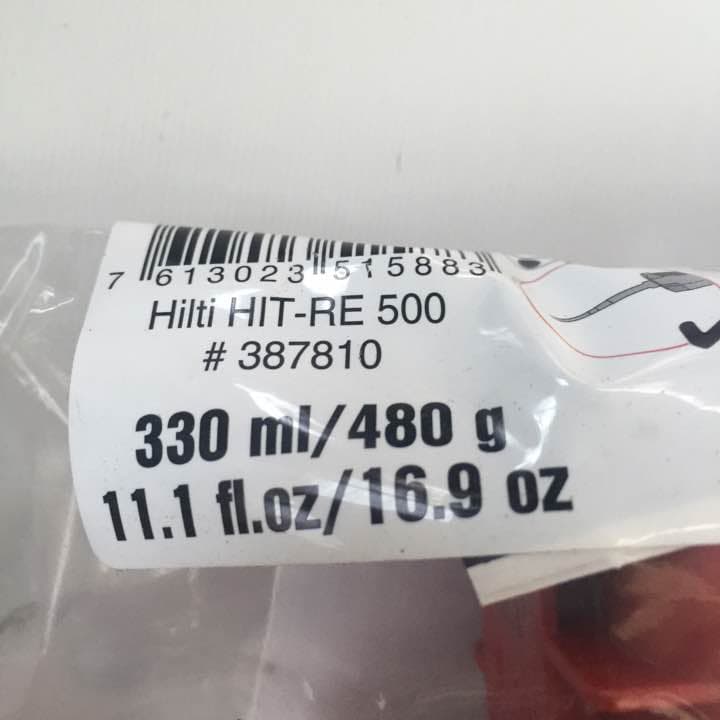 7 613023 515883
Hilti HIT-RE 500
# 387810
330 ml/480 g
11.1 fl.oz/16.9 oz